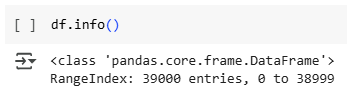 [ ] df.info()
<class 'pandas.core.frame.DataFrame'>
RangeIndex: 39000 entries, 0 to 38999